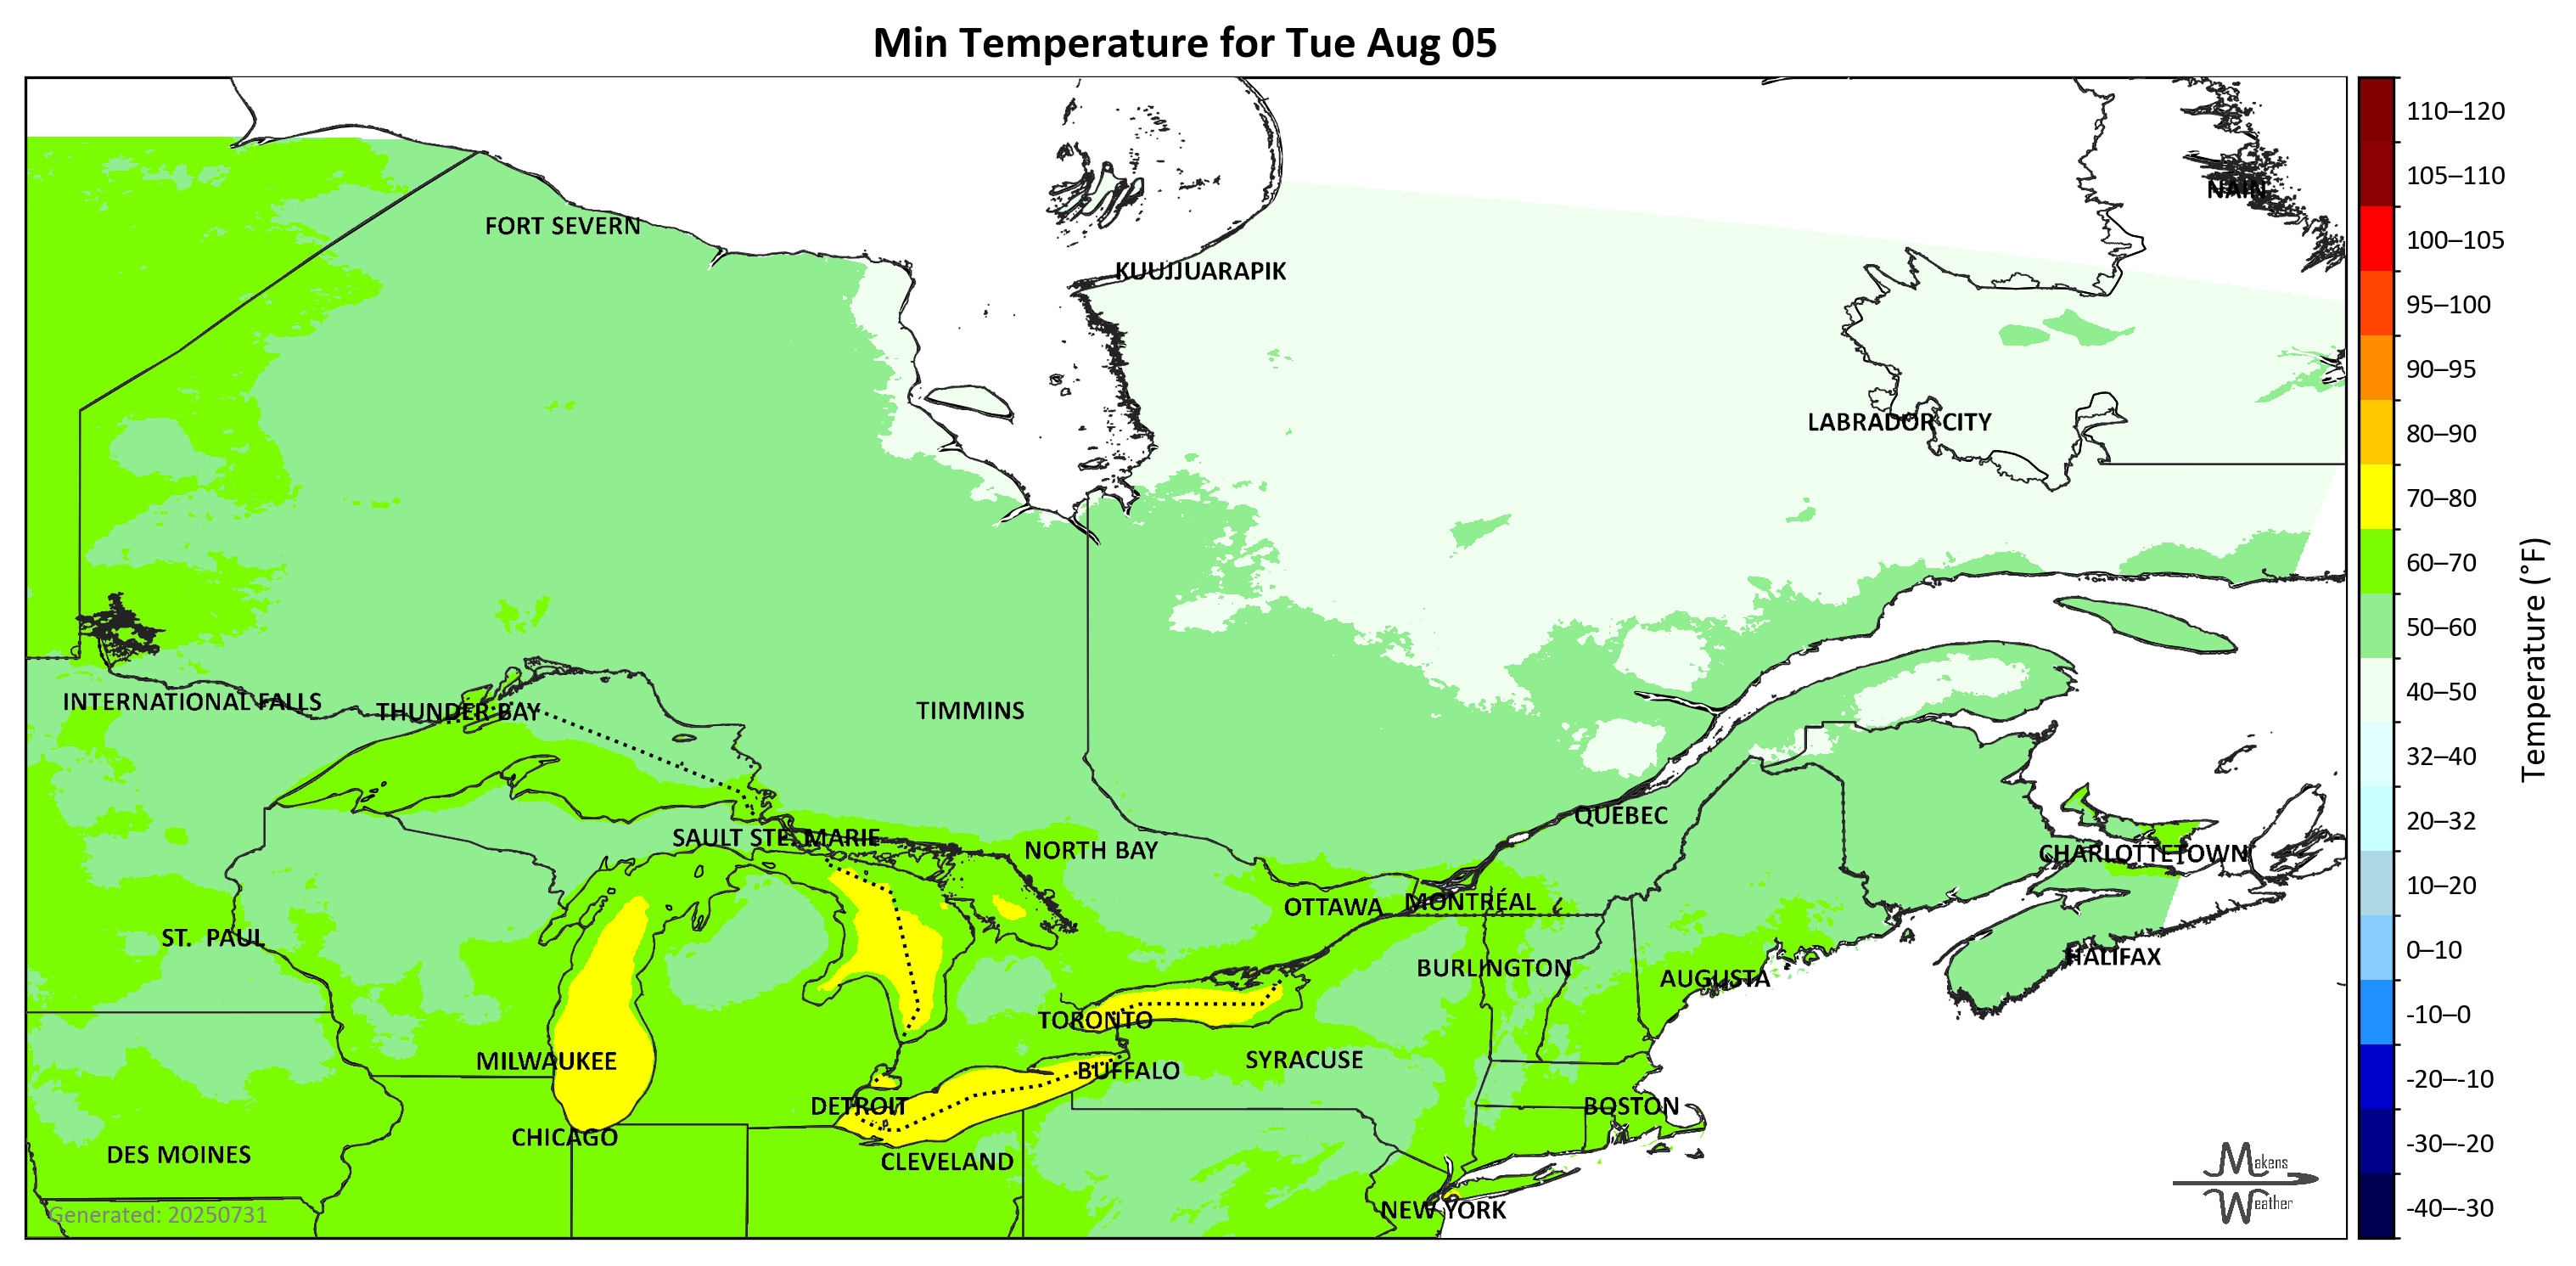 Min Temperature for Tue Aug 05
110–120
105–110
NAIN
FORT SEVERN
100–105
KUUJJUARAPIK
95–100
90–95
LABRADOR CITY
80–90
70–80
60–70
50–60
Temperature (°F)
40–50
INTERNATIONAL FALLS
THUNDER BAY
TIMMINS
32–40
QUÉBEC
20–32
SAULT STE. MARIE
NORTH BAY
CHARLOTTETOWN
10–20
OTTAWA
MONTRÉAL
ST. PAUL
0–10
HALIFAX
BURLINGTON
AUGUSTA
TORONTO
-10–0
MILWAUKEE
SYRACUSE
BUFFALO
-20–-10
DETROIT
BOSTON
CHICAGO
-30–-20
DES MOINES
CLEVELAND
Makens
Weather
NEW YORK
-40–-30
Generated: 20250731